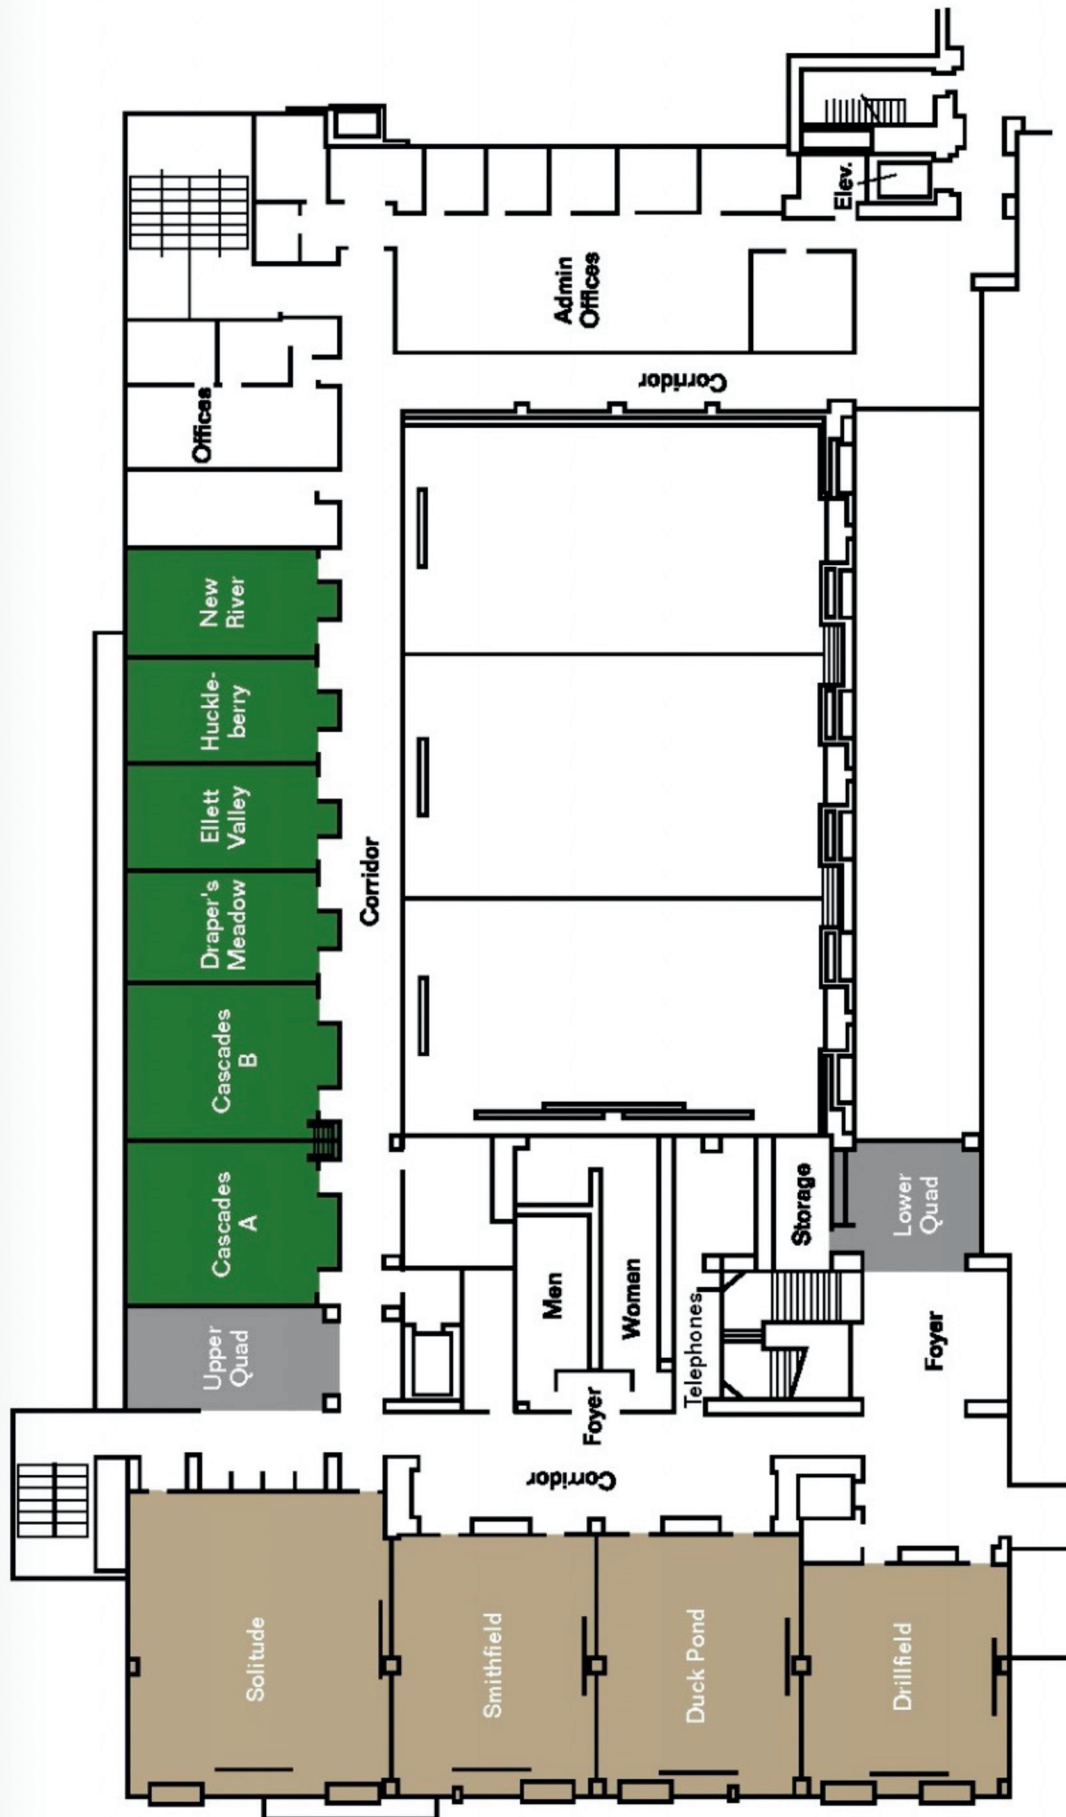 Elev.
Admin
Offices
Corridor
Offices
New
River
Huckle-
berry
Ellett
Valley
Corridor
Draper's
Meadow
Cascades
B
Cascades
A
Storage
Lower
Quad
Men
Women
Telephones
Upper
Quad
Foyer
Foyer
Corridor
Solitude
Smithfield
Duck Pond
Drillfield